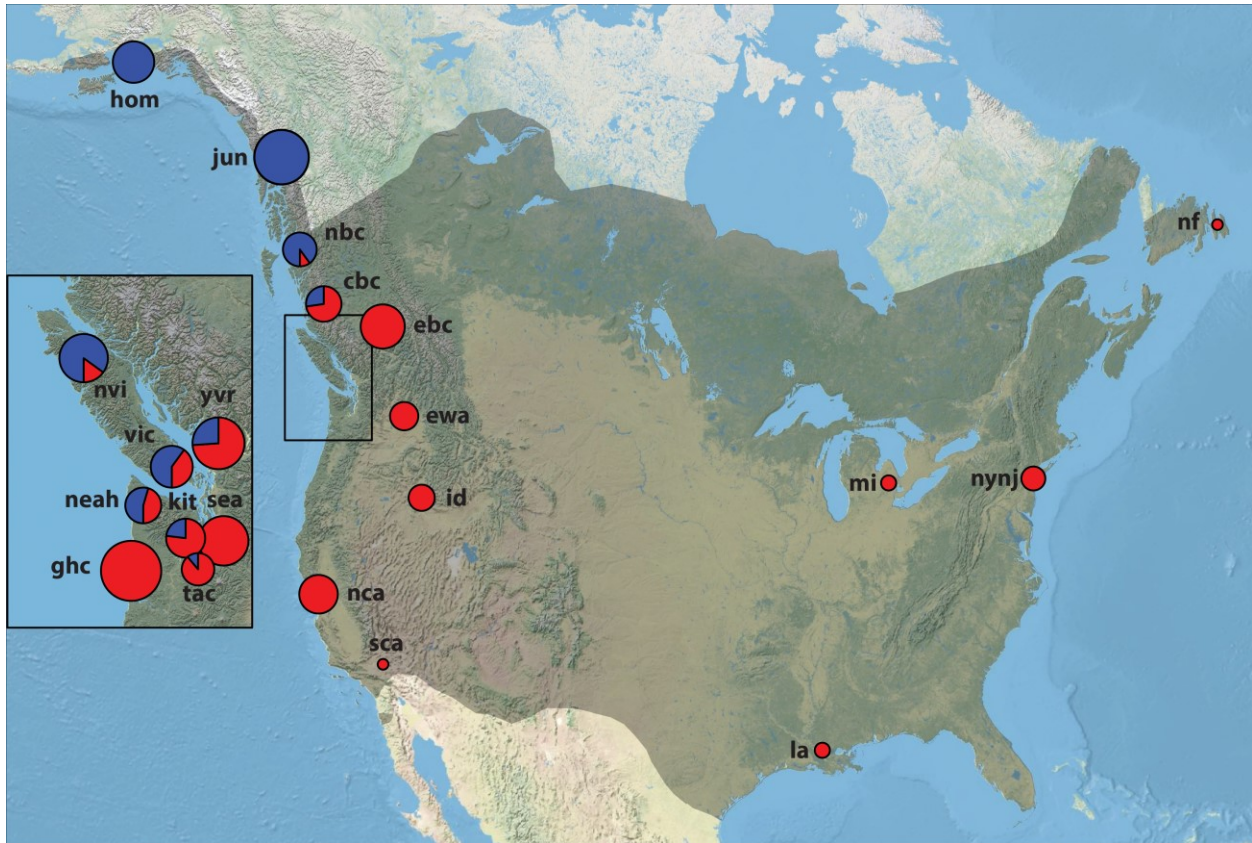 hom
jun
nbc
cbc
ebc
nf
nvi
yvr
vic
ewa
neah
kit
sea
id
mi
nynj
ghc
tac
nca
sca
la